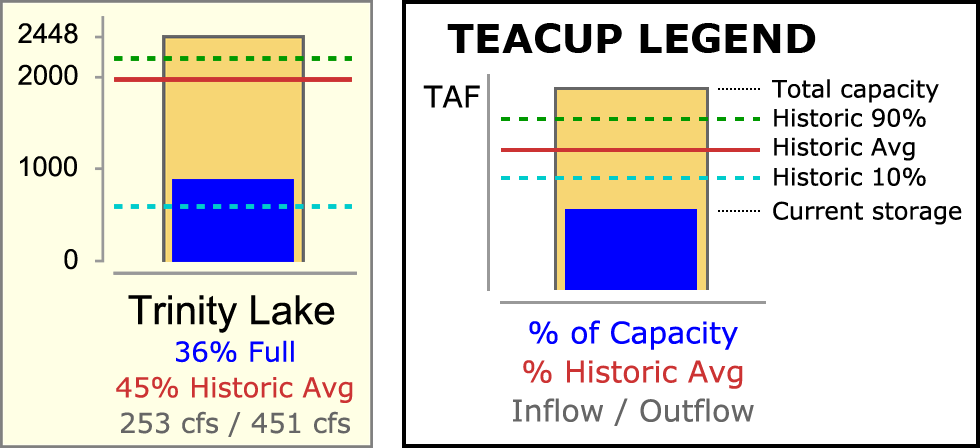 2448
2000
1000
0
Trinity Lake
36% Full
45% Historic Avg
253 cfs / 451 cfs
TEACUP LEGEND
TAF
Total capacity
Historic 90%
Historic Avg
Historic 10%
Current storage
% of Capacity
% Historic Avg
Inflow / Outflow